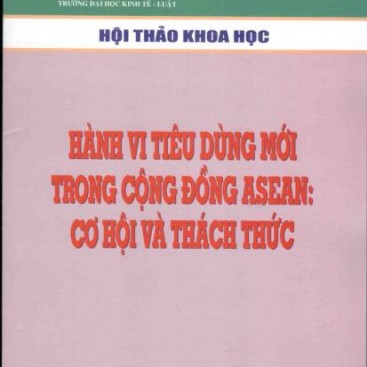 TRƯỜNG ĐẠI HỌC KINH TẾ - LUẬT
HỘI THẢO KHOA HỌC
HÀNH VI TIÊU DÙNG MỚI
TRONG CỘNG ĐỒNG ASEAN:
CƠ HỘI VÀ THÁCH THỨC